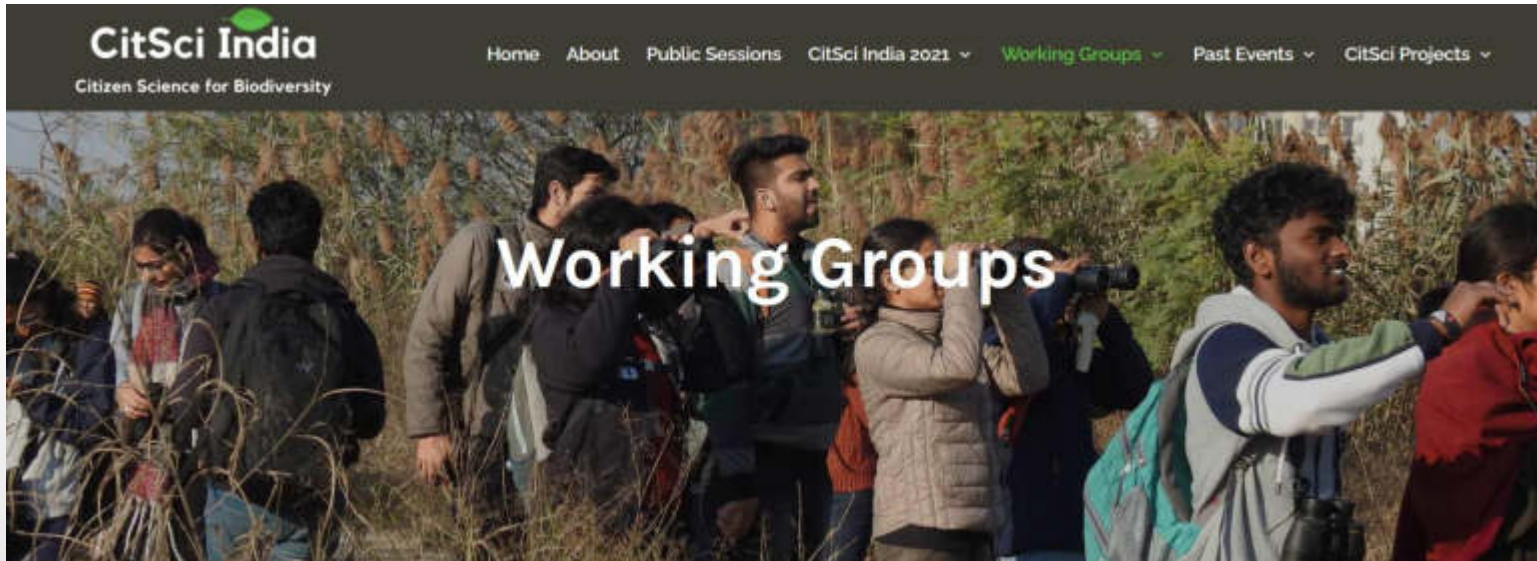 CitSci India
Citizen Science for Biodiversity
Home About Public Sessions CitSci India 2021 Working Groups Past Events CitSci Projects
Working Groups